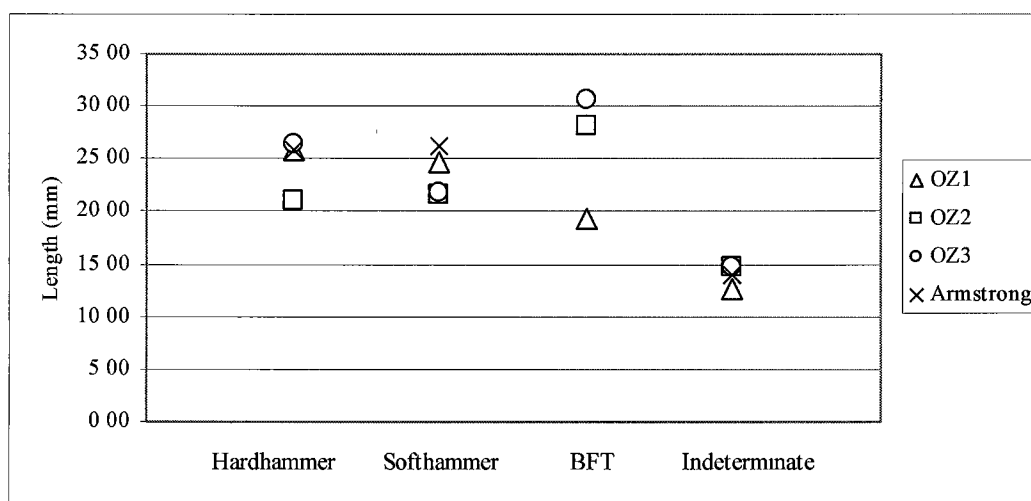 35 00
30 00
25 00
20 00
15 00
10 00
5 00
0 00
Length (mm)
Hardhammer Softhammer BFT Indeterminate
OZ1
OZ2
OZ3
Armstrong